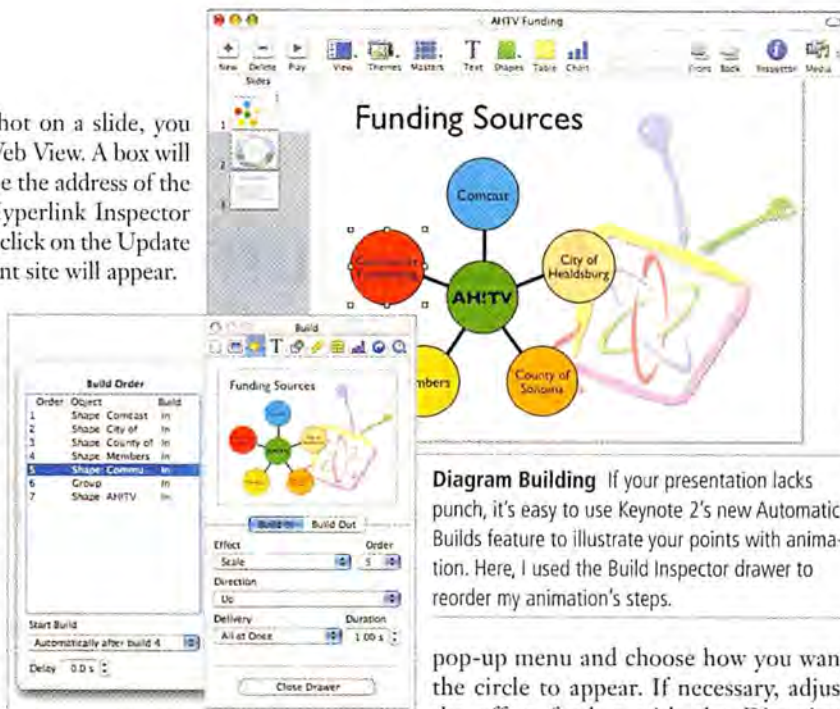 hot on a slide, you
Web View. A box will
e the address of the
Hyperlink Inspector
click on the Update
nt site will appear.
AH!TV Funding
New Delete Play View Themes Masters Text Shapes Table Chart Front Back Inspector Media
Slides
1
2
3
Funding Sources
Comcast
City of
Healdsburg
AH!TV
County of
Sonoma
mbers
Build
Build Order
Order Object Build
1 Shape Comcast In
2 Shape City of In
3 Shape County of In
4 Shape Members In
5 Shape Commu In
6 Group In
7 Shape AH!TV In
Start Build
Automatically after build 4
Delay 0.0 s
Funding Sources
Build In Build Out
Effect Order
Scale 5
Direction
Up
Delivery Duration
All at Once 1.00 s
Close Drawer
Diagram Building If your presentation lacks
punch, it's easy to use Keynote 2's new Automatic
Builds feature to illustrate your points with anima-
tion. Here, I used the Build Inspector drawer to
reorder my animation's steps.
pop-up menu and choose how you wan
the circle to appear. If necessary, adjus